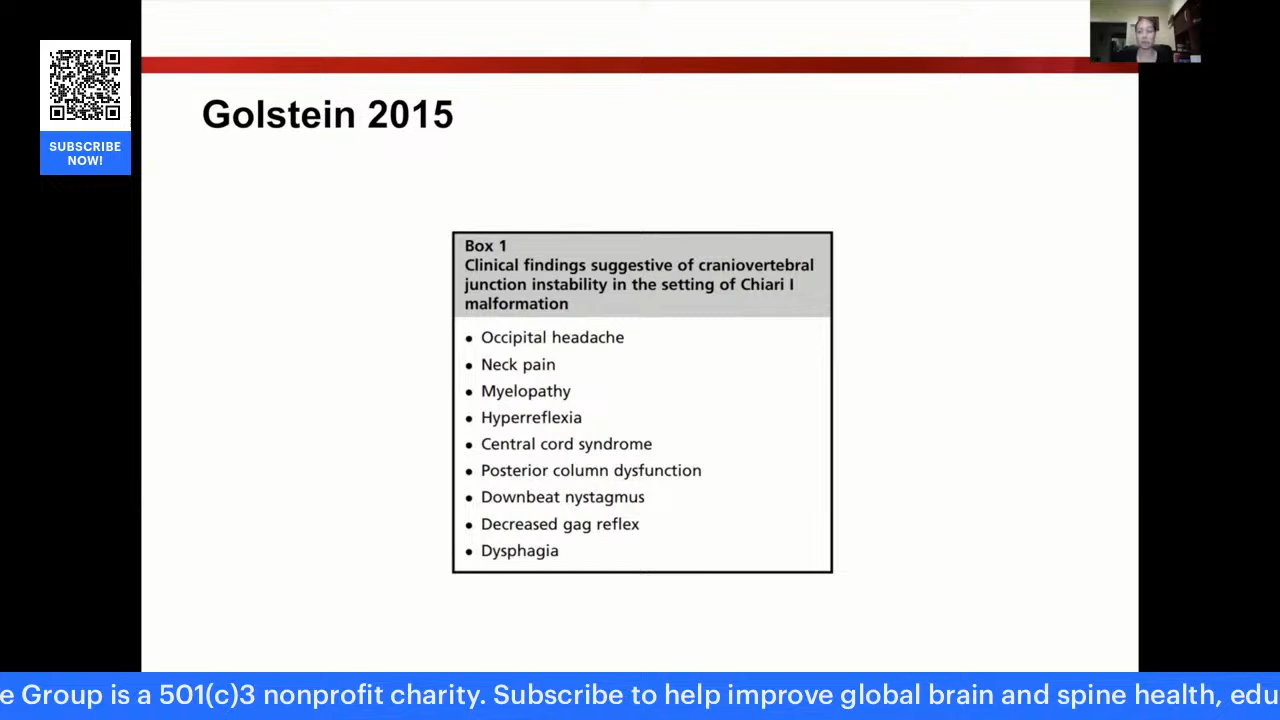 SUBSCRIBE
NOW!
Golstein 2015
Box 1
Clinical findings suggestive of craniovertebral
junction instability in the setting of Chiari I
malformation
• Occipital headache
• Neck pain
• Myelopathy
• Hyperreflexia
• Central cord syndrome
• Posterior column dysfunction
• Downbeat nystagmus
• Decreased gag reflex
• Dysphagia
e Group is a 501(c)3 nonprofit charity. Subscribe to help improve global brain and spine health, edu